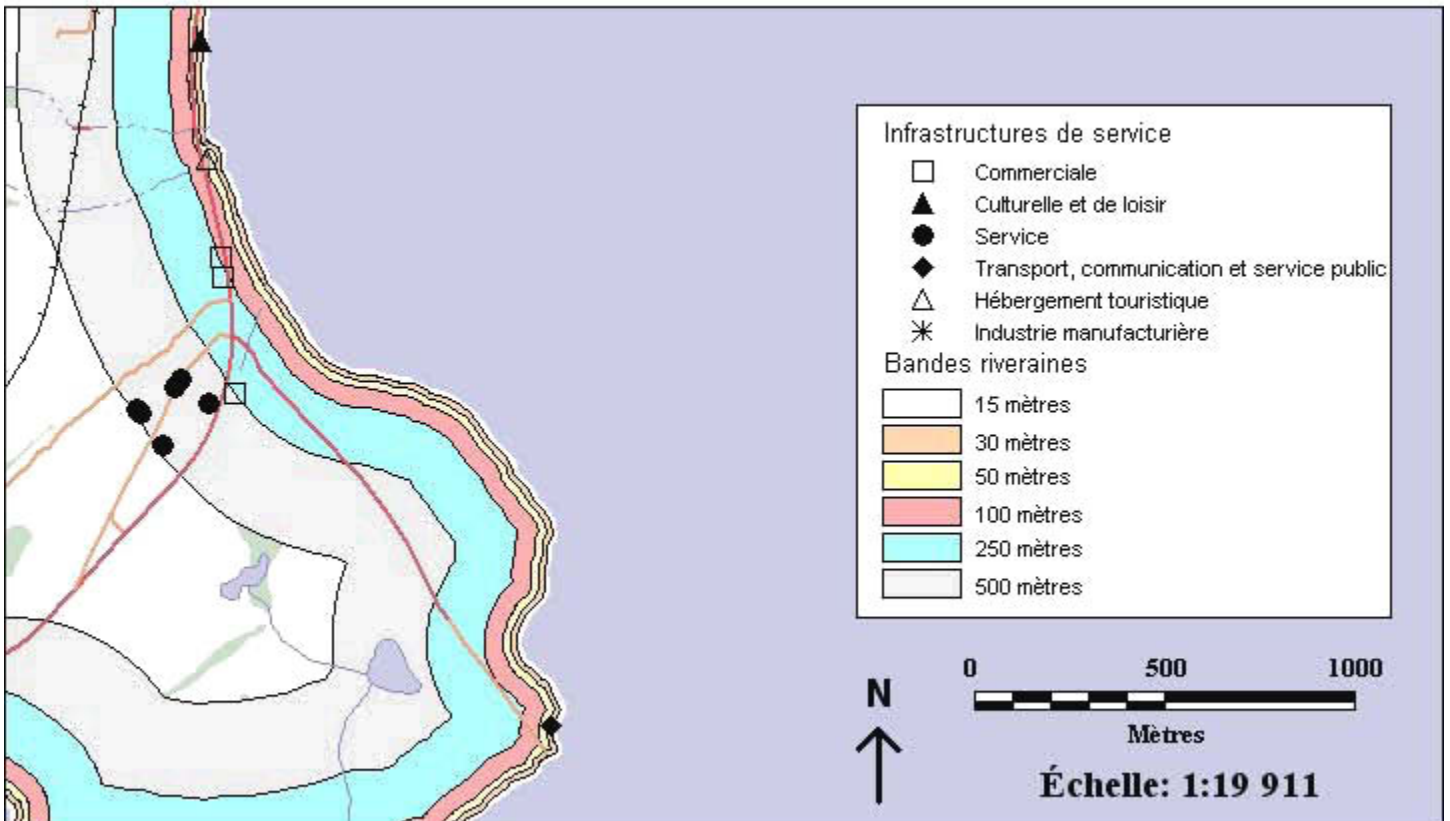 Infrastructures de service
Commerciale
Culturelle et de loisir
Service
Transport, communication et service public
Hébergement touristique
Industrie manufacturière
Bandes riveraines
15 mètres
30 mètres
50 mètres
100 mètres
250 mètres
500 mètres
0 500 1000
N
Mètres
Échelle: 1:19 911